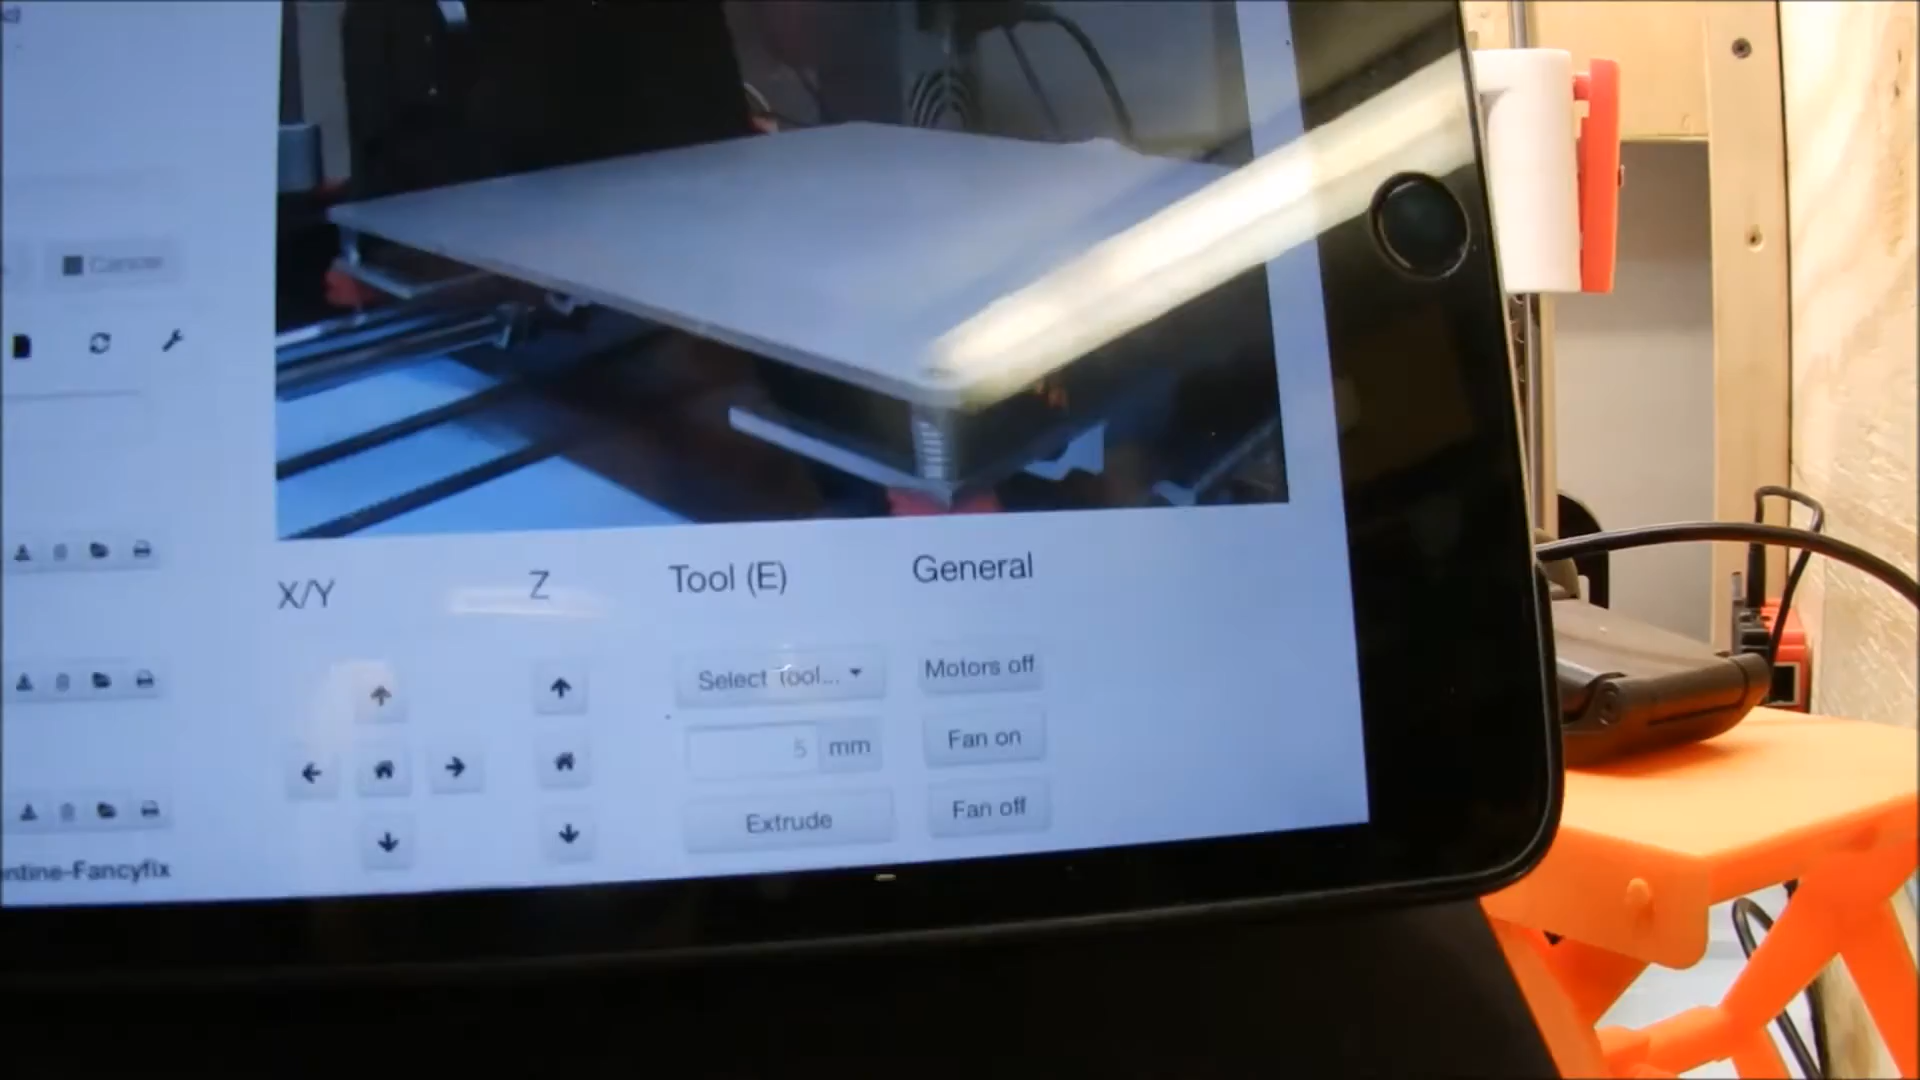 Cancel
X/Y
Z
Tool (E)
General
Select Tool...
Motors off
5
mm
Fan on
Extrude
Fan off
ntine-Fancyfix